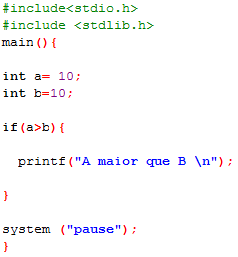 #include<stdio.h>
#include <stdlib.h>
main(){
int a= 10;
int b=10;
if(a>b){
printf("A maior que B \n");
}
system ("pause");
}